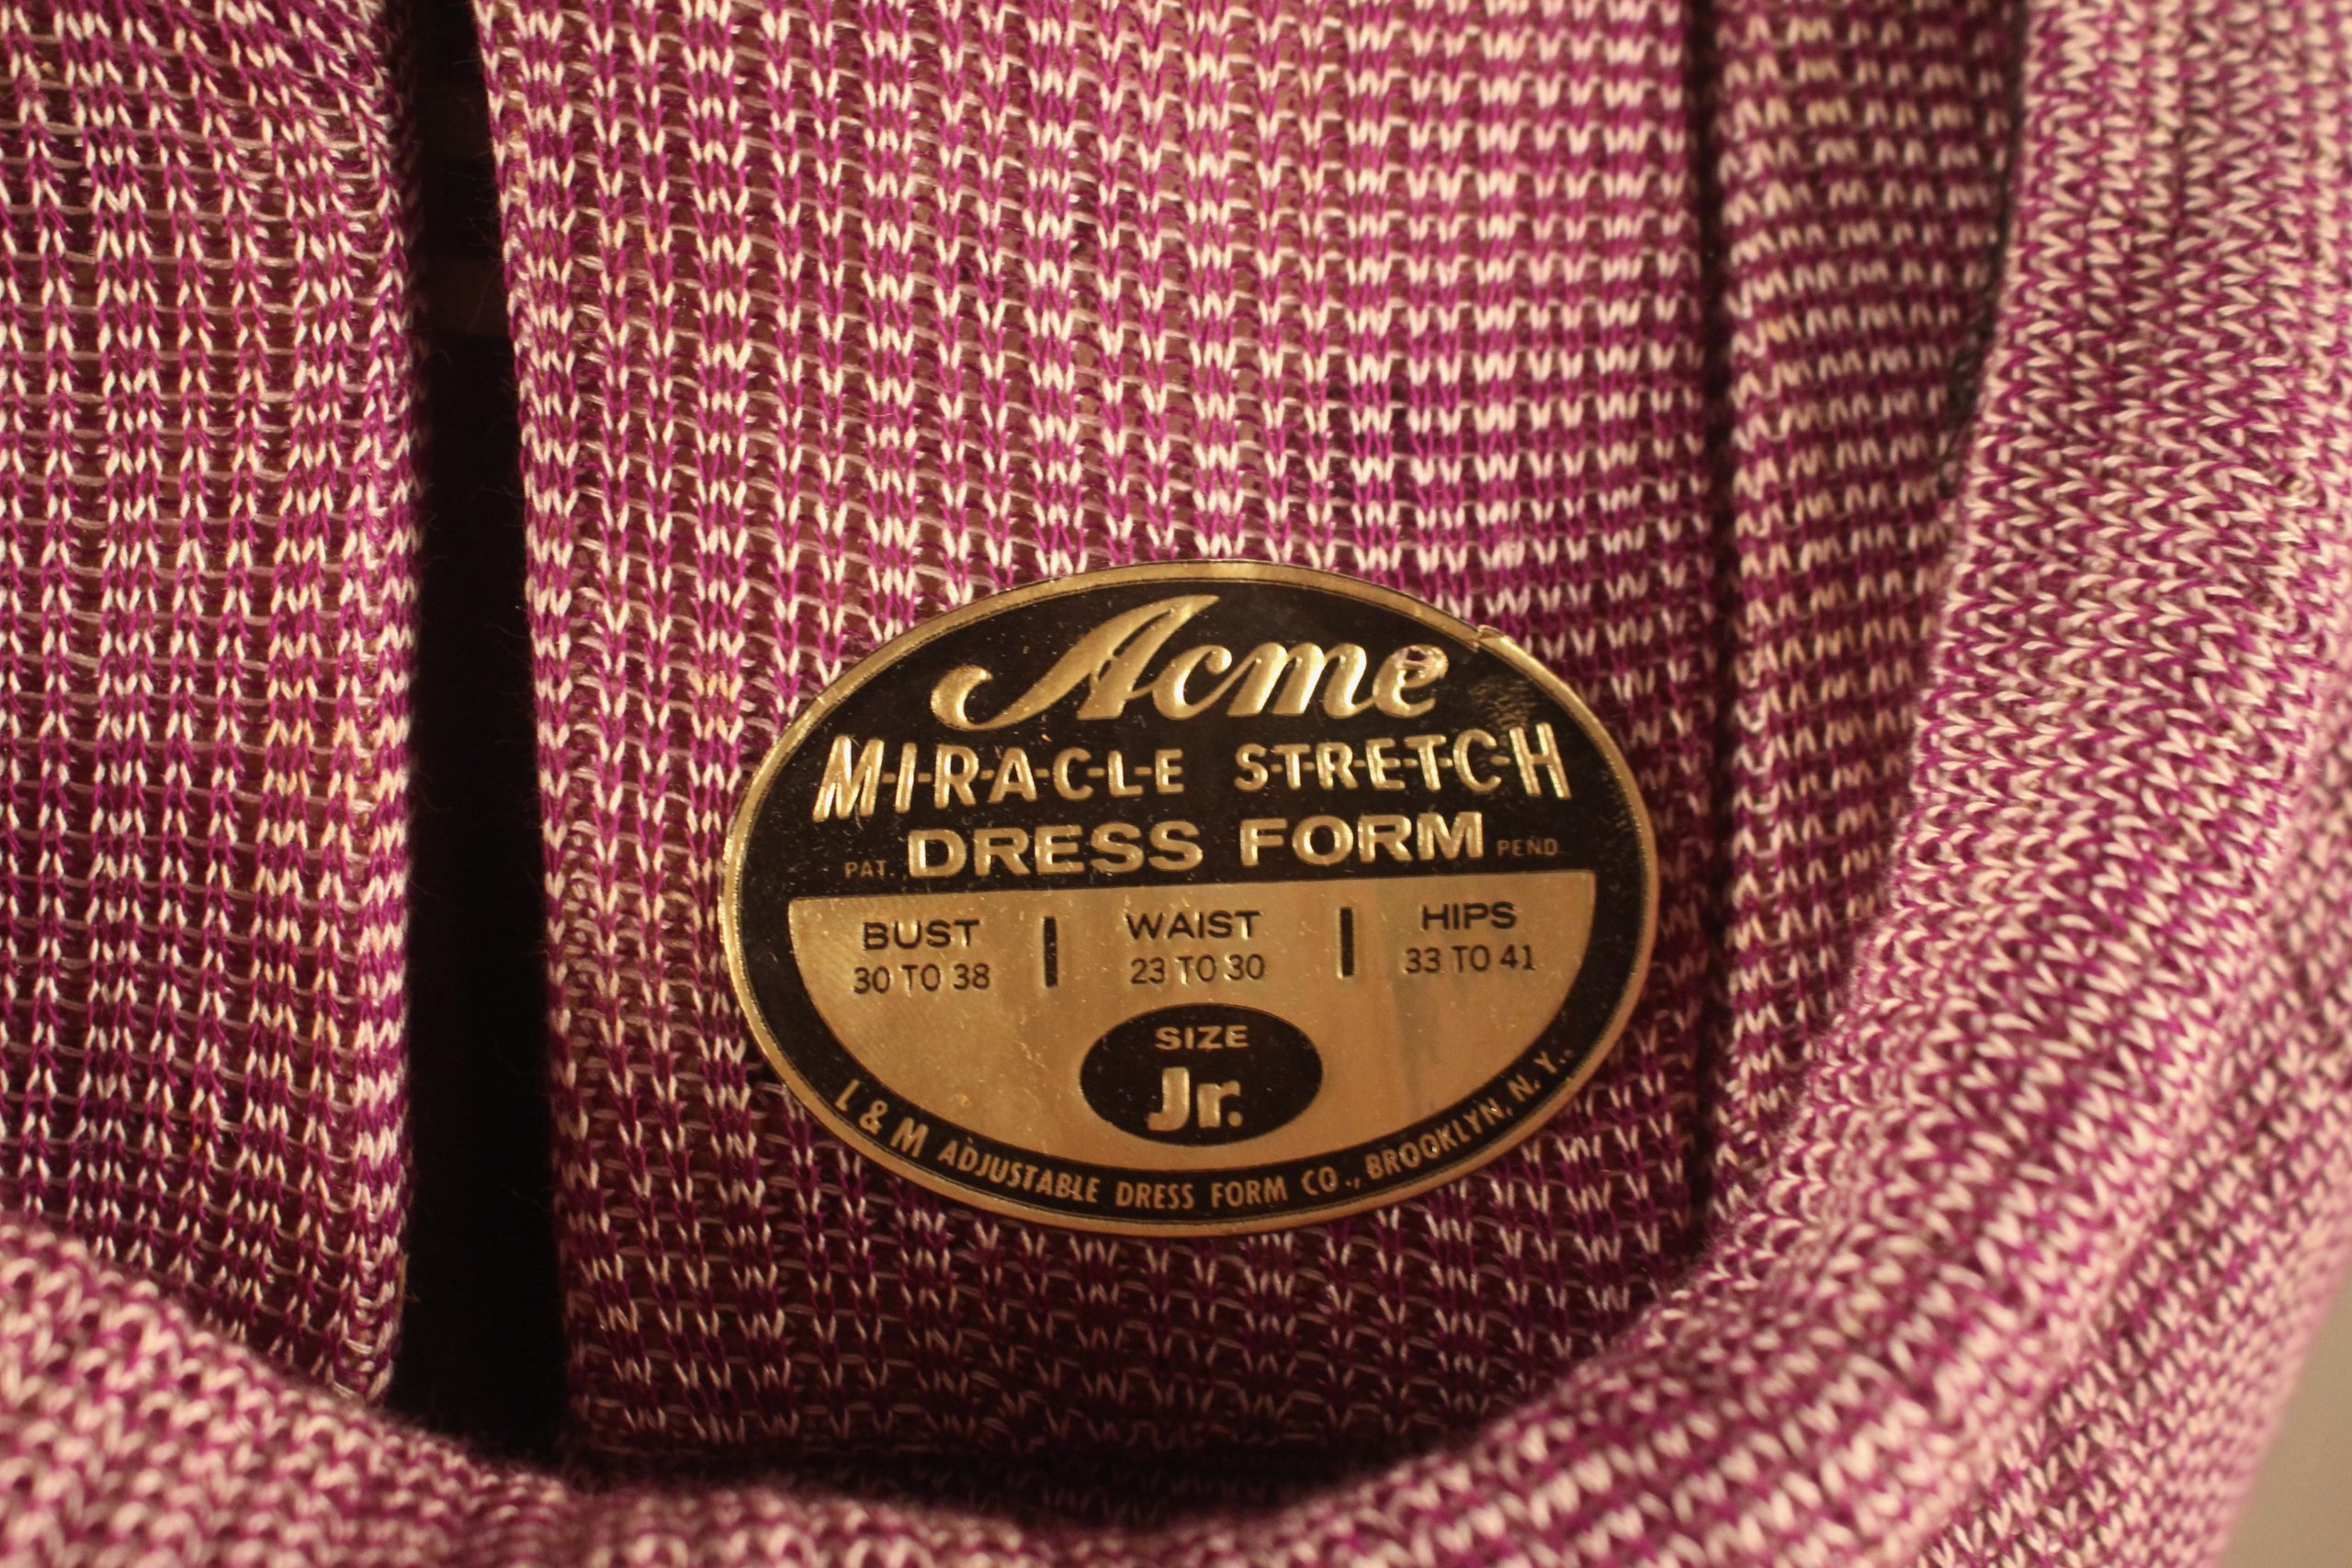 Acme
M-I-R-A-C-L-E S-T-R-E-T-C-H
PAT. DRESS FORM PEND.
BUST | WAIST | HIPS
30 TO 38 23 TO 30 33 TO 41
SIZE
Jr.
L & M ADJUSTABLE DRESS FORM CO., BROOKLYN, N.Y.